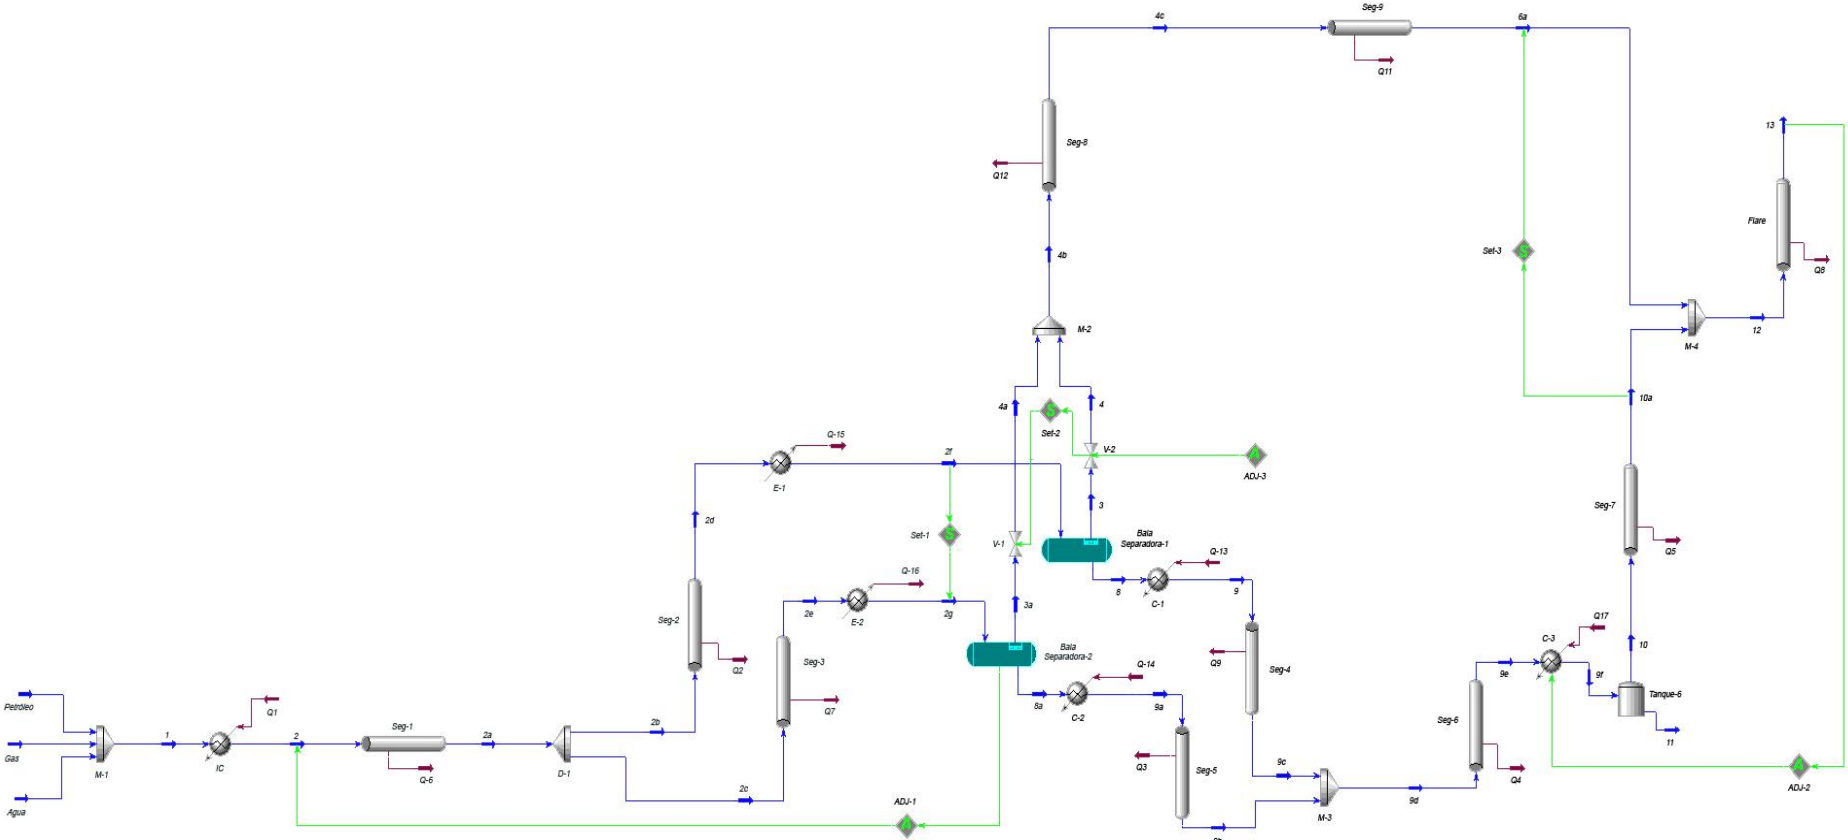 Seg-9
4c
6a
Q11
13
Seg-8
Q12
Flare
Q8
4b
Set-3
M-2
12
M-4
4a
4
Set-2
V-2
ADJ-3
10a
Q-15
2f
E-1
3
2d
Seg-7
Q5
Set-1
V-1
Bala
Separadora-1
Q-13
8
C-1
9
Q-16
2e
E-2
2g
3a
Seg-2
Q2
Seg-3
Q7
Bala
Separadora-2
Q-14
8a
C-2
9a
Q9
Seg-4
Q17
C-3
9e
9f
10
Tanque-6
11
Petróleo
Gas
Agua
M-1
1
Q1
IC
2
Seg-1
Q-6
2a
D-1
2b
2c
ADJ-1
Q3
Seg-5
9c
M-3
9d
Seg-6
Q4
ADJ-2